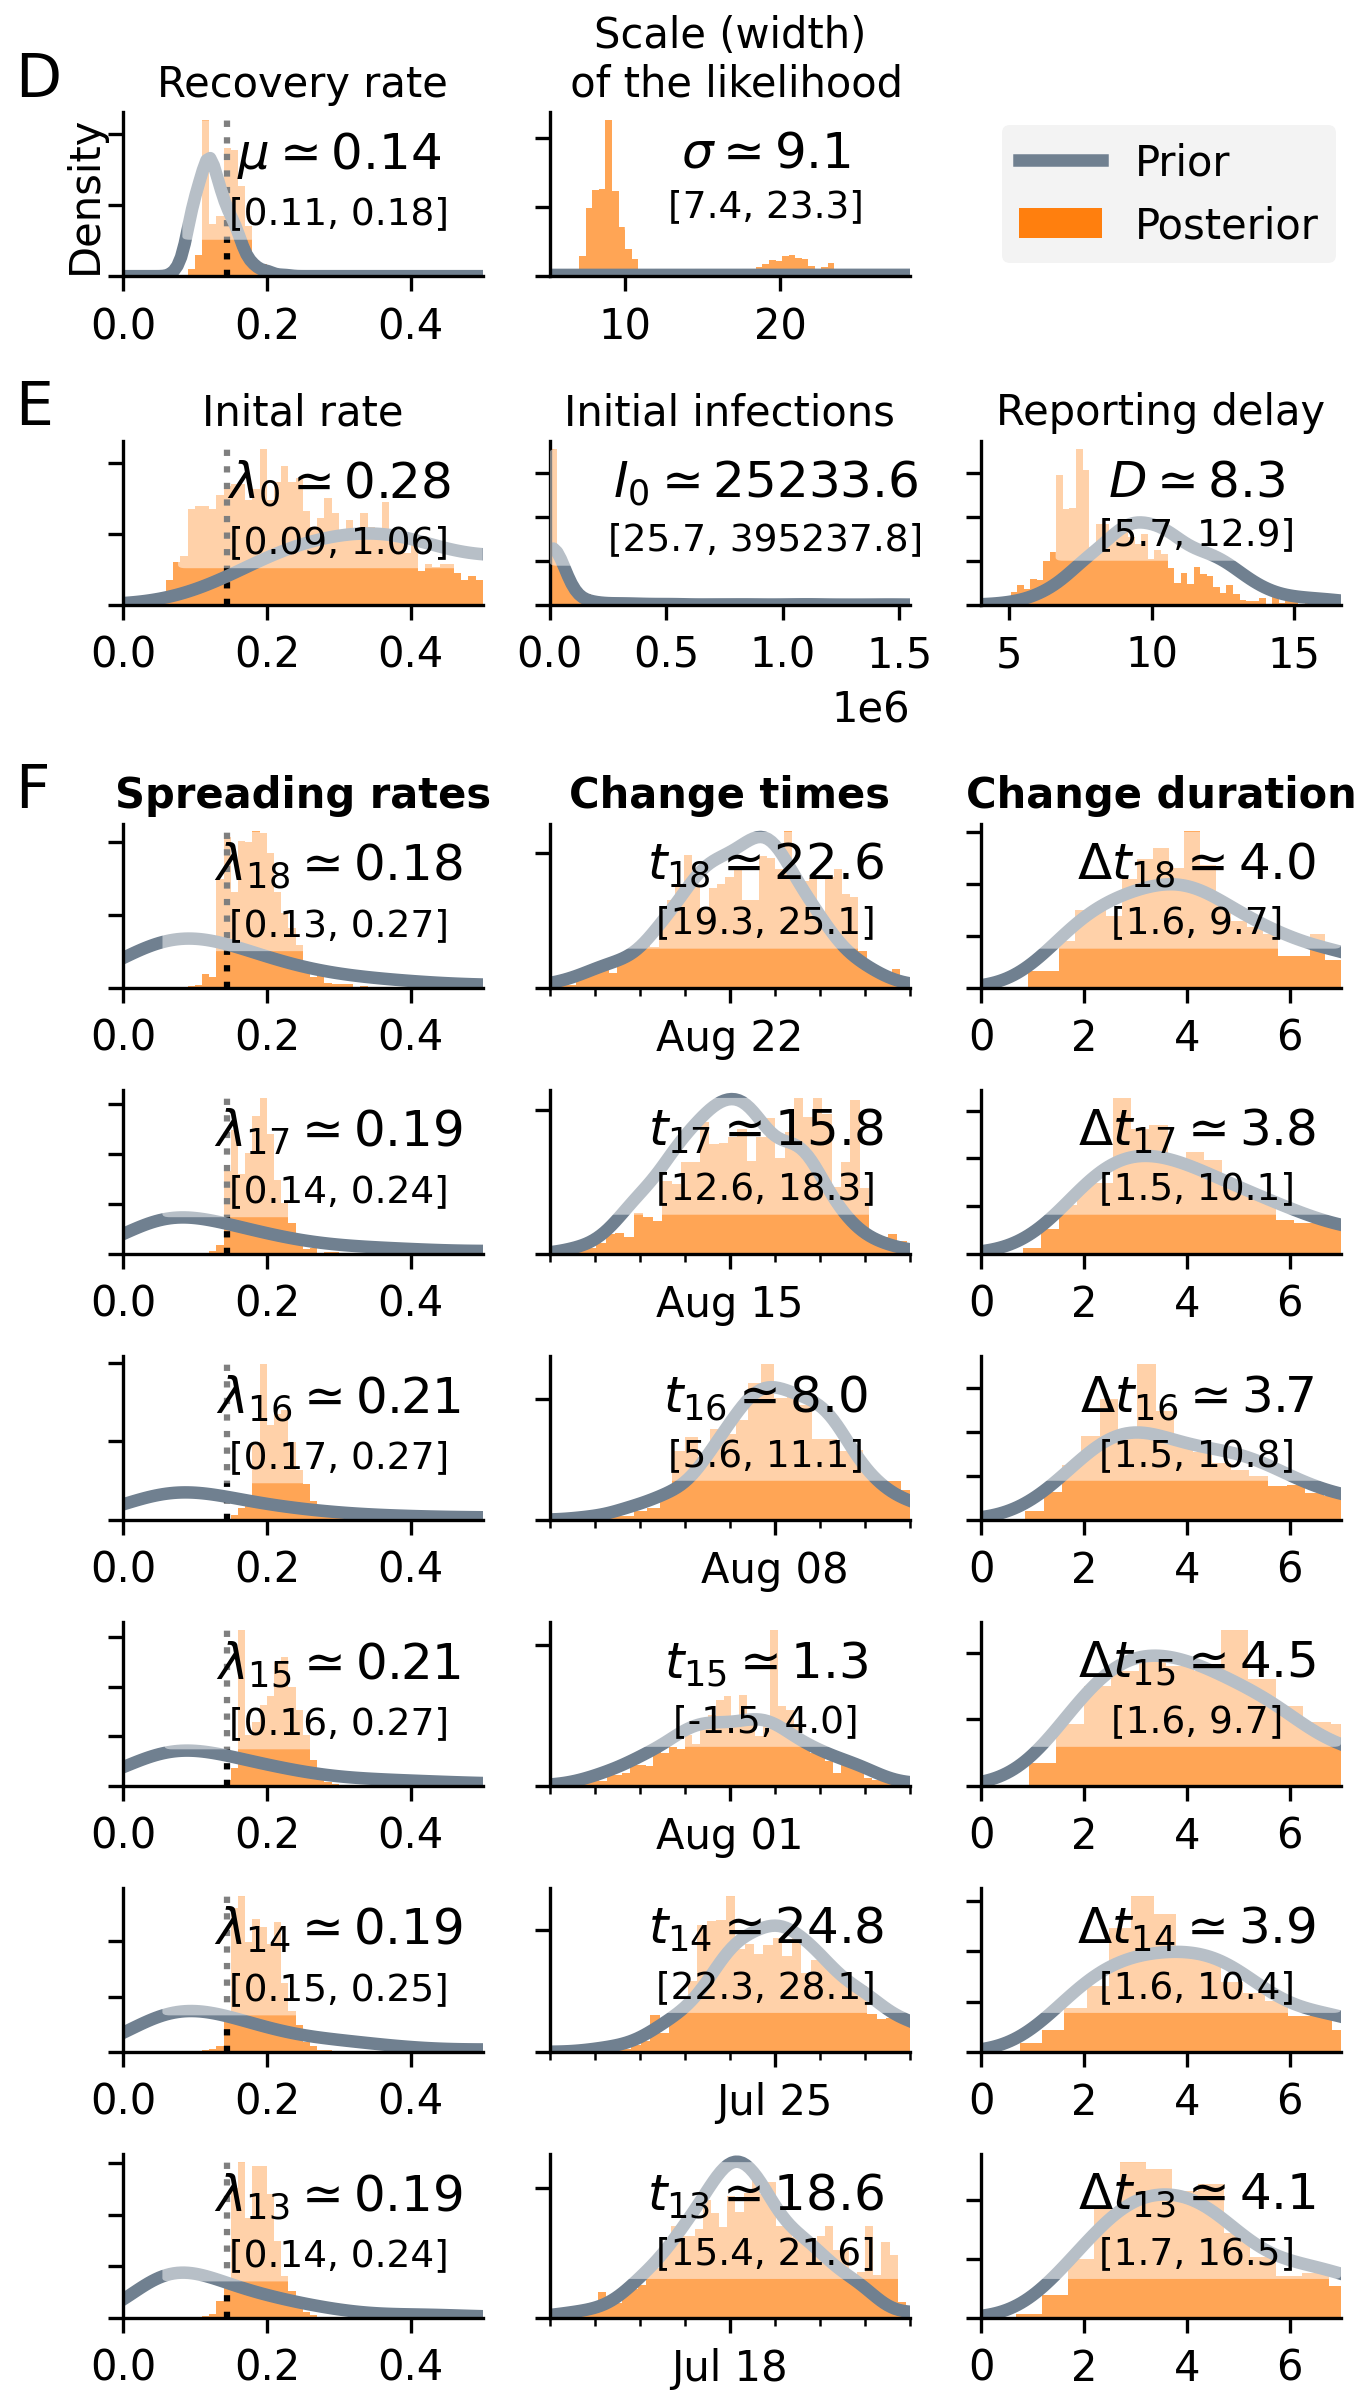 D
Recovery rate
Scale (width)
of the likelihood
Density
μ ≃ 0.14
[0.11, 0.18]
σ ≃ 9.1
[7.4, 23.3]
Prior
Posterior
0.0 0.2 0.4
10 20
E
Inital rate
Initial infections
Reporting delay
λ0 ≃ 0.28
[0.09, 1.06]
I0 ≃ 25233.6
[25.7, 395237.8]
D ≃ 8.3
[5.7, 12.9]
0.0 0.2 0.4
0.0 0.5 1.0 1.5
1e6
5 10 15
F
Spreading rates
Change times
Change duration
λ18 ≃ 0.18
[0.13, 0.27]
t18 ≃ 22.6
[19.3, 25.1]
Δt18 ≃ 4.0
[1.6, 9.7]
0.0 0.2 0.4
Aug 22
0 2 4 6
λ17 ≃ 0.19
[0.14, 0.24]
t17 ≃ 15.8
[12.6, 18.3]
Δt17 ≃ 3.8
[1.5, 10.1]
0.0 0.2 0.4
Aug 15
0 2 4 6
λ16 ≃ 0.21
[0.17, 0.27]
t16 ≃ 8.0
[5.6, 11.1]
Δt16 ≃ 3.7
[1.5, 10.8]
0.0 0.2 0.4
Aug 08
0 2 4 6
λ15 ≃ 0.21
[0.16, 0.27]
t15 ≃ 1.3
[-1.5, 4.0]
Δt15 ≃ 4.5
[1.6, 9.7]
0.0 0.2 0.4
Aug 01
0 2 4 6
λ14 ≃ 0.19
[0.15, 0.25]
t14 ≃ 24.8
[22.3, 28.1]
Δt14 ≃ 3.9
[1.6, 10.4]
0.0 0.2 0.4
Jul 25
0 2 4 6
λ13 ≃ 0.19
[0.14, 0.24]
t13 ≃ 18.6
[15.4, 21.6]
Δt13 ≃ 4.1
[1.7, 16.5]
0.0 0.2 0.4
Jul 18
0 2 4 6